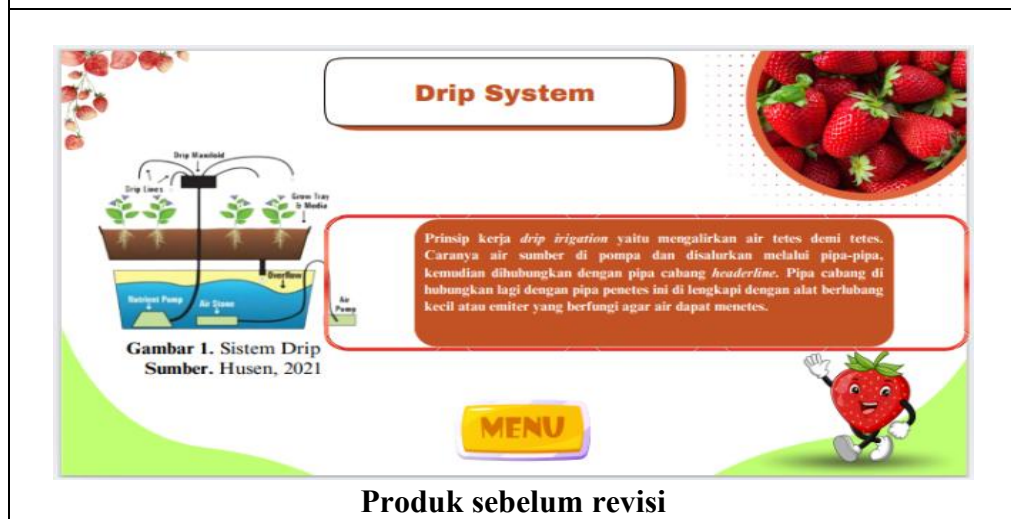 Drip System
Drip Manifold
Drip Lines
Grow Tray
& Media
Overflow
Nutrient Pump
Air Stone
Air
Pump
Gambar 1. Sistem Drip
Sumber. Husen, 2021
Prinsip kerja drip irigation yaitu mengalirkan air tetes demi tetes.
Caranya air sumber di pompa dan disalurkan melalui pipa-pipa,
kemudian dihubungkan dengan pipa cabang headerline. Pipa cabang di
hubungkan lagi dengan pipa penetes ini di lengkapi dengan alat berlubang
kecil atau emiter yang berfungi agar air dapat menetes.
MENU
Produk sebelum revisi